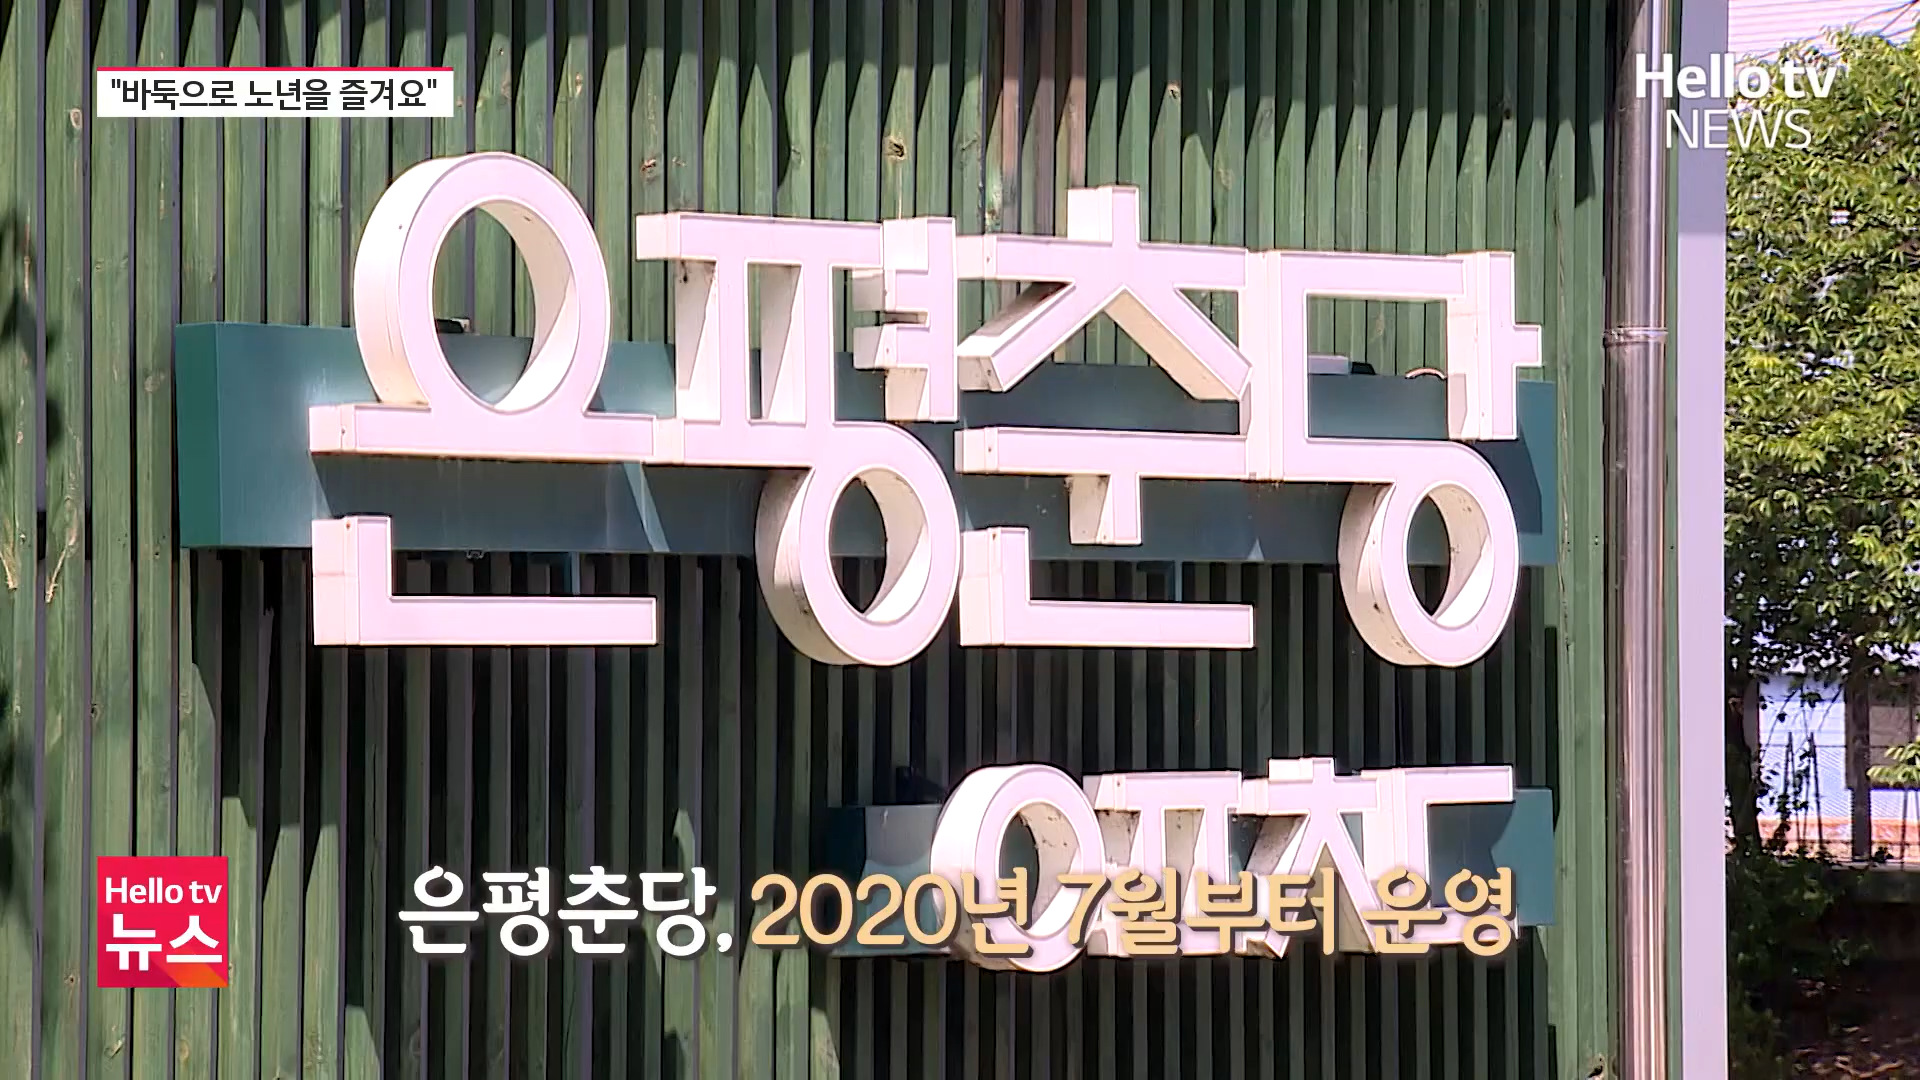 "바둑으로 노년을 즐겨요"
Hello tv
NEWS
은평춘당
Hello tv
뉴스
은평춘당, 2020년 7월부터 운영